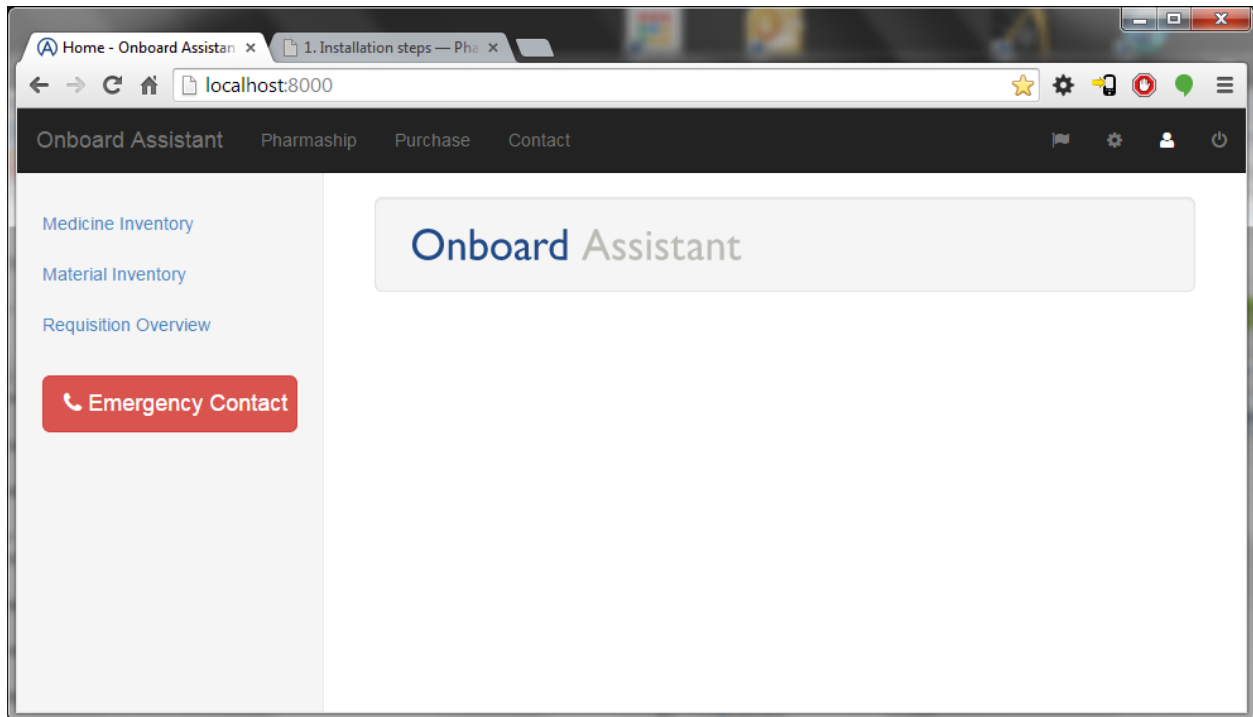 Home - Onboard Assistan
1. Installation steps — Pha
localhost:8000
Onboard Assistant Pharmaship Purchase Contact
Medicine Inventory
Material Inventory
Requisition Overview
Emergency Contact
Onboard Assistant